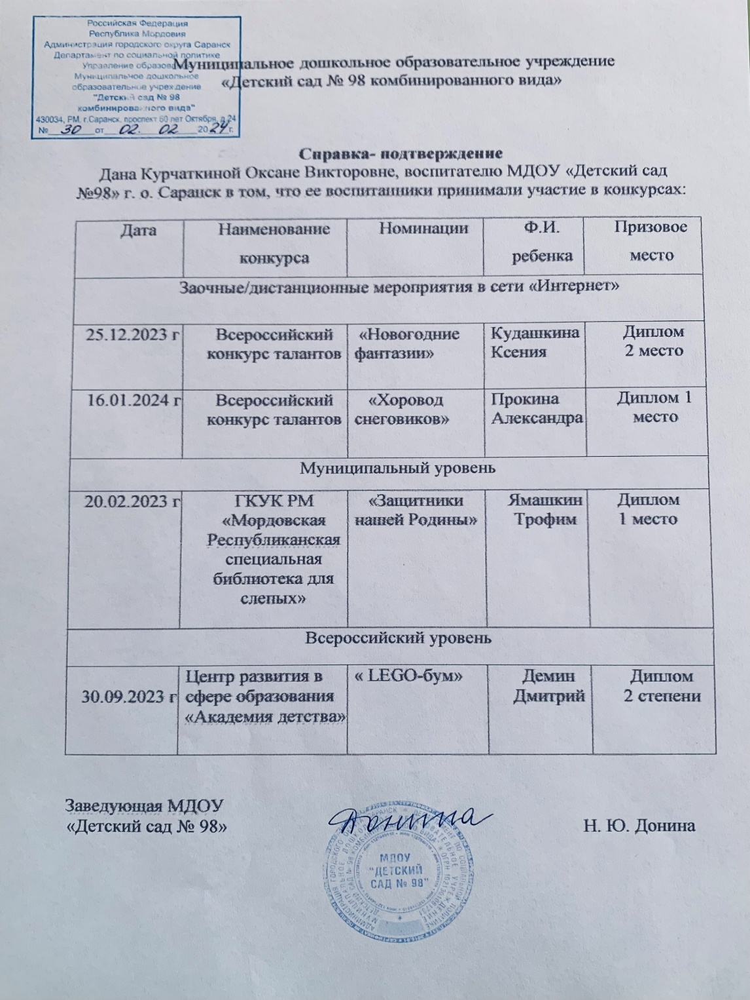 Российская Федерация
Республика Мордовия
Администрация городского округа Саранск
Департамент по социальной политике
Управление образования
Муниципальное дошкольное
образовательное учреждение
"Детский сад № 98
комбинированного вида"
430034, РМ, г.Саранск, проспект 60 лет Октября, д.24
№ 30 от 02. 02 2024 г.
Муниципальное дошкольное образовательное учреждение
«Детский сад № 98 комбинированного вида»
Справка- подтверждение
Дана Курчаткиной Оксане Викторовне, воспитателю МДОУ «Детский сад
№98» г. о. Саранск в том, что ее воспитанники принимали участие в конкурсах:
Дата Наименование конкурса Номинации Ф.И. ребенка Призовое место
Заочные/дистанционные мероприятия в сети «Интернет»
25.12.2023 г Всероссийский «Новогодние Кудашкина Диплом
конкурс талантов фантазии» Ксения 2 место
16.01.2024 г Всероссийский «Хоровод Прокина Диплом 1
конкурс талантов снеговиков» Александра место
Муниципальный уровень
20.02.2023 г ГКУК РМ «Защитники Ямашкин Диплом
«Мордовская нашей Родины» Трофим 1 место
Республиканская
специальная
библиотека для
слепых»
Всероссийский уровень
Центр развития в « LEGO-бум» Демин Диплом
30.09.2023 г сфере образования Дмитрий 2 степени
«Академия детства»
Заведующая МДОУ
«Детский сад № 98» Донина Н. Ю. Донина
МДОУ
"ДЕТСКИЙ
САД № 98"